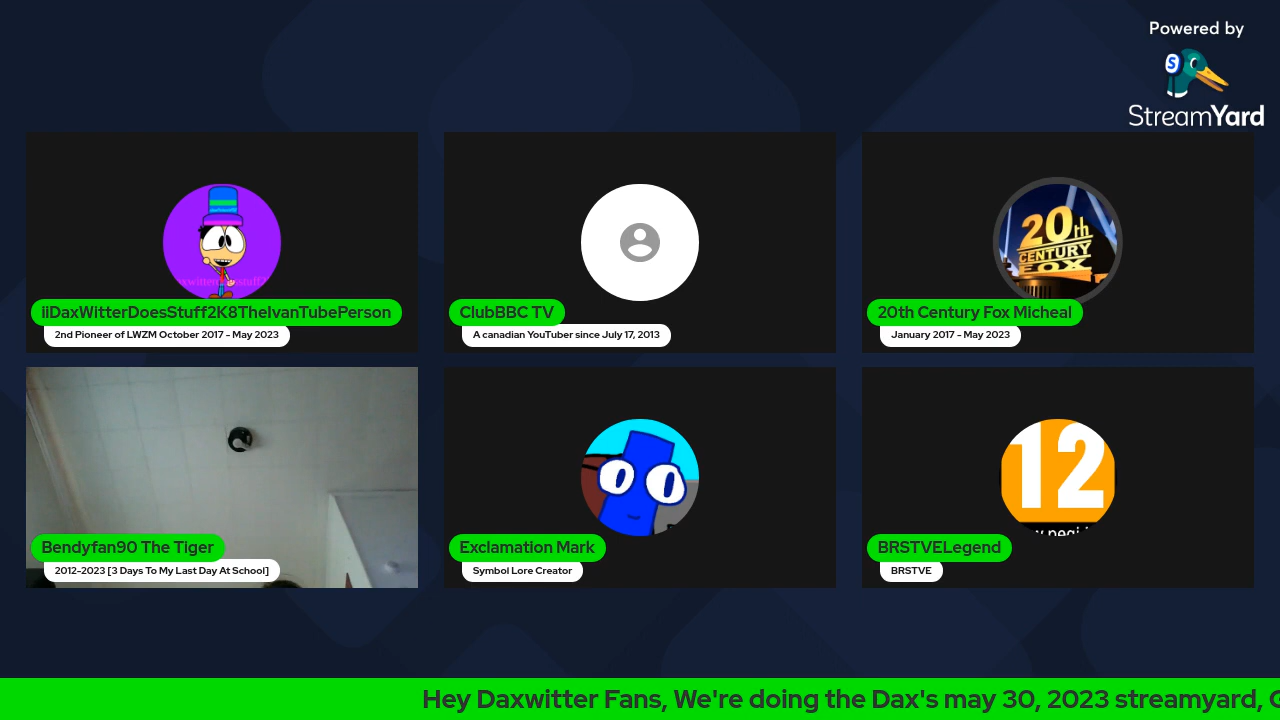 Powered by
S
StreamYard
20th
CENTURY
FOX
iiDaxWitterDoesStuff2K8TheIvanTubePerson
2nd Pioneer of LWZM October 2017 - May 2023
ClubBBC TV
A canadian YouTuber since July 17, 2013
20th Century Fox Micheal
January 2017 - May 2023
12
Bendyfan90 The Tiger
2012-2023 [3 Days To My Last Day At School]
Exclamation Mark
Symbol Lore Creator
BRSTVELegend
BRSTVE
Hey Daxwitter Fans, We're doing the Dax's may 30, 2023 streamyard,